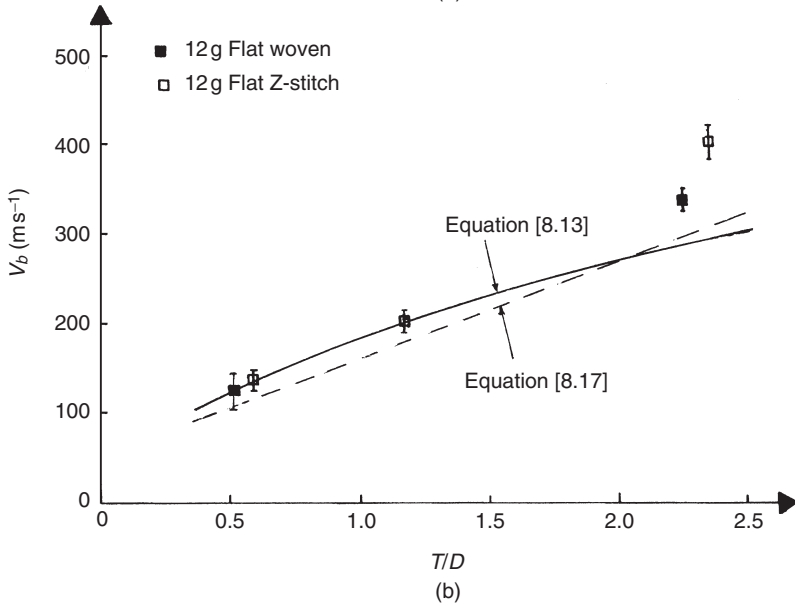 500
400
300
200
100
0
V_b (m s⁻¹)
■ 12 g Flat woven
□ 12 g Flat Z-stitch
Equation [8.13]
Equation [8.17]
0
0.5
1.0
1.5
2.0
2.5
T/D
(b)